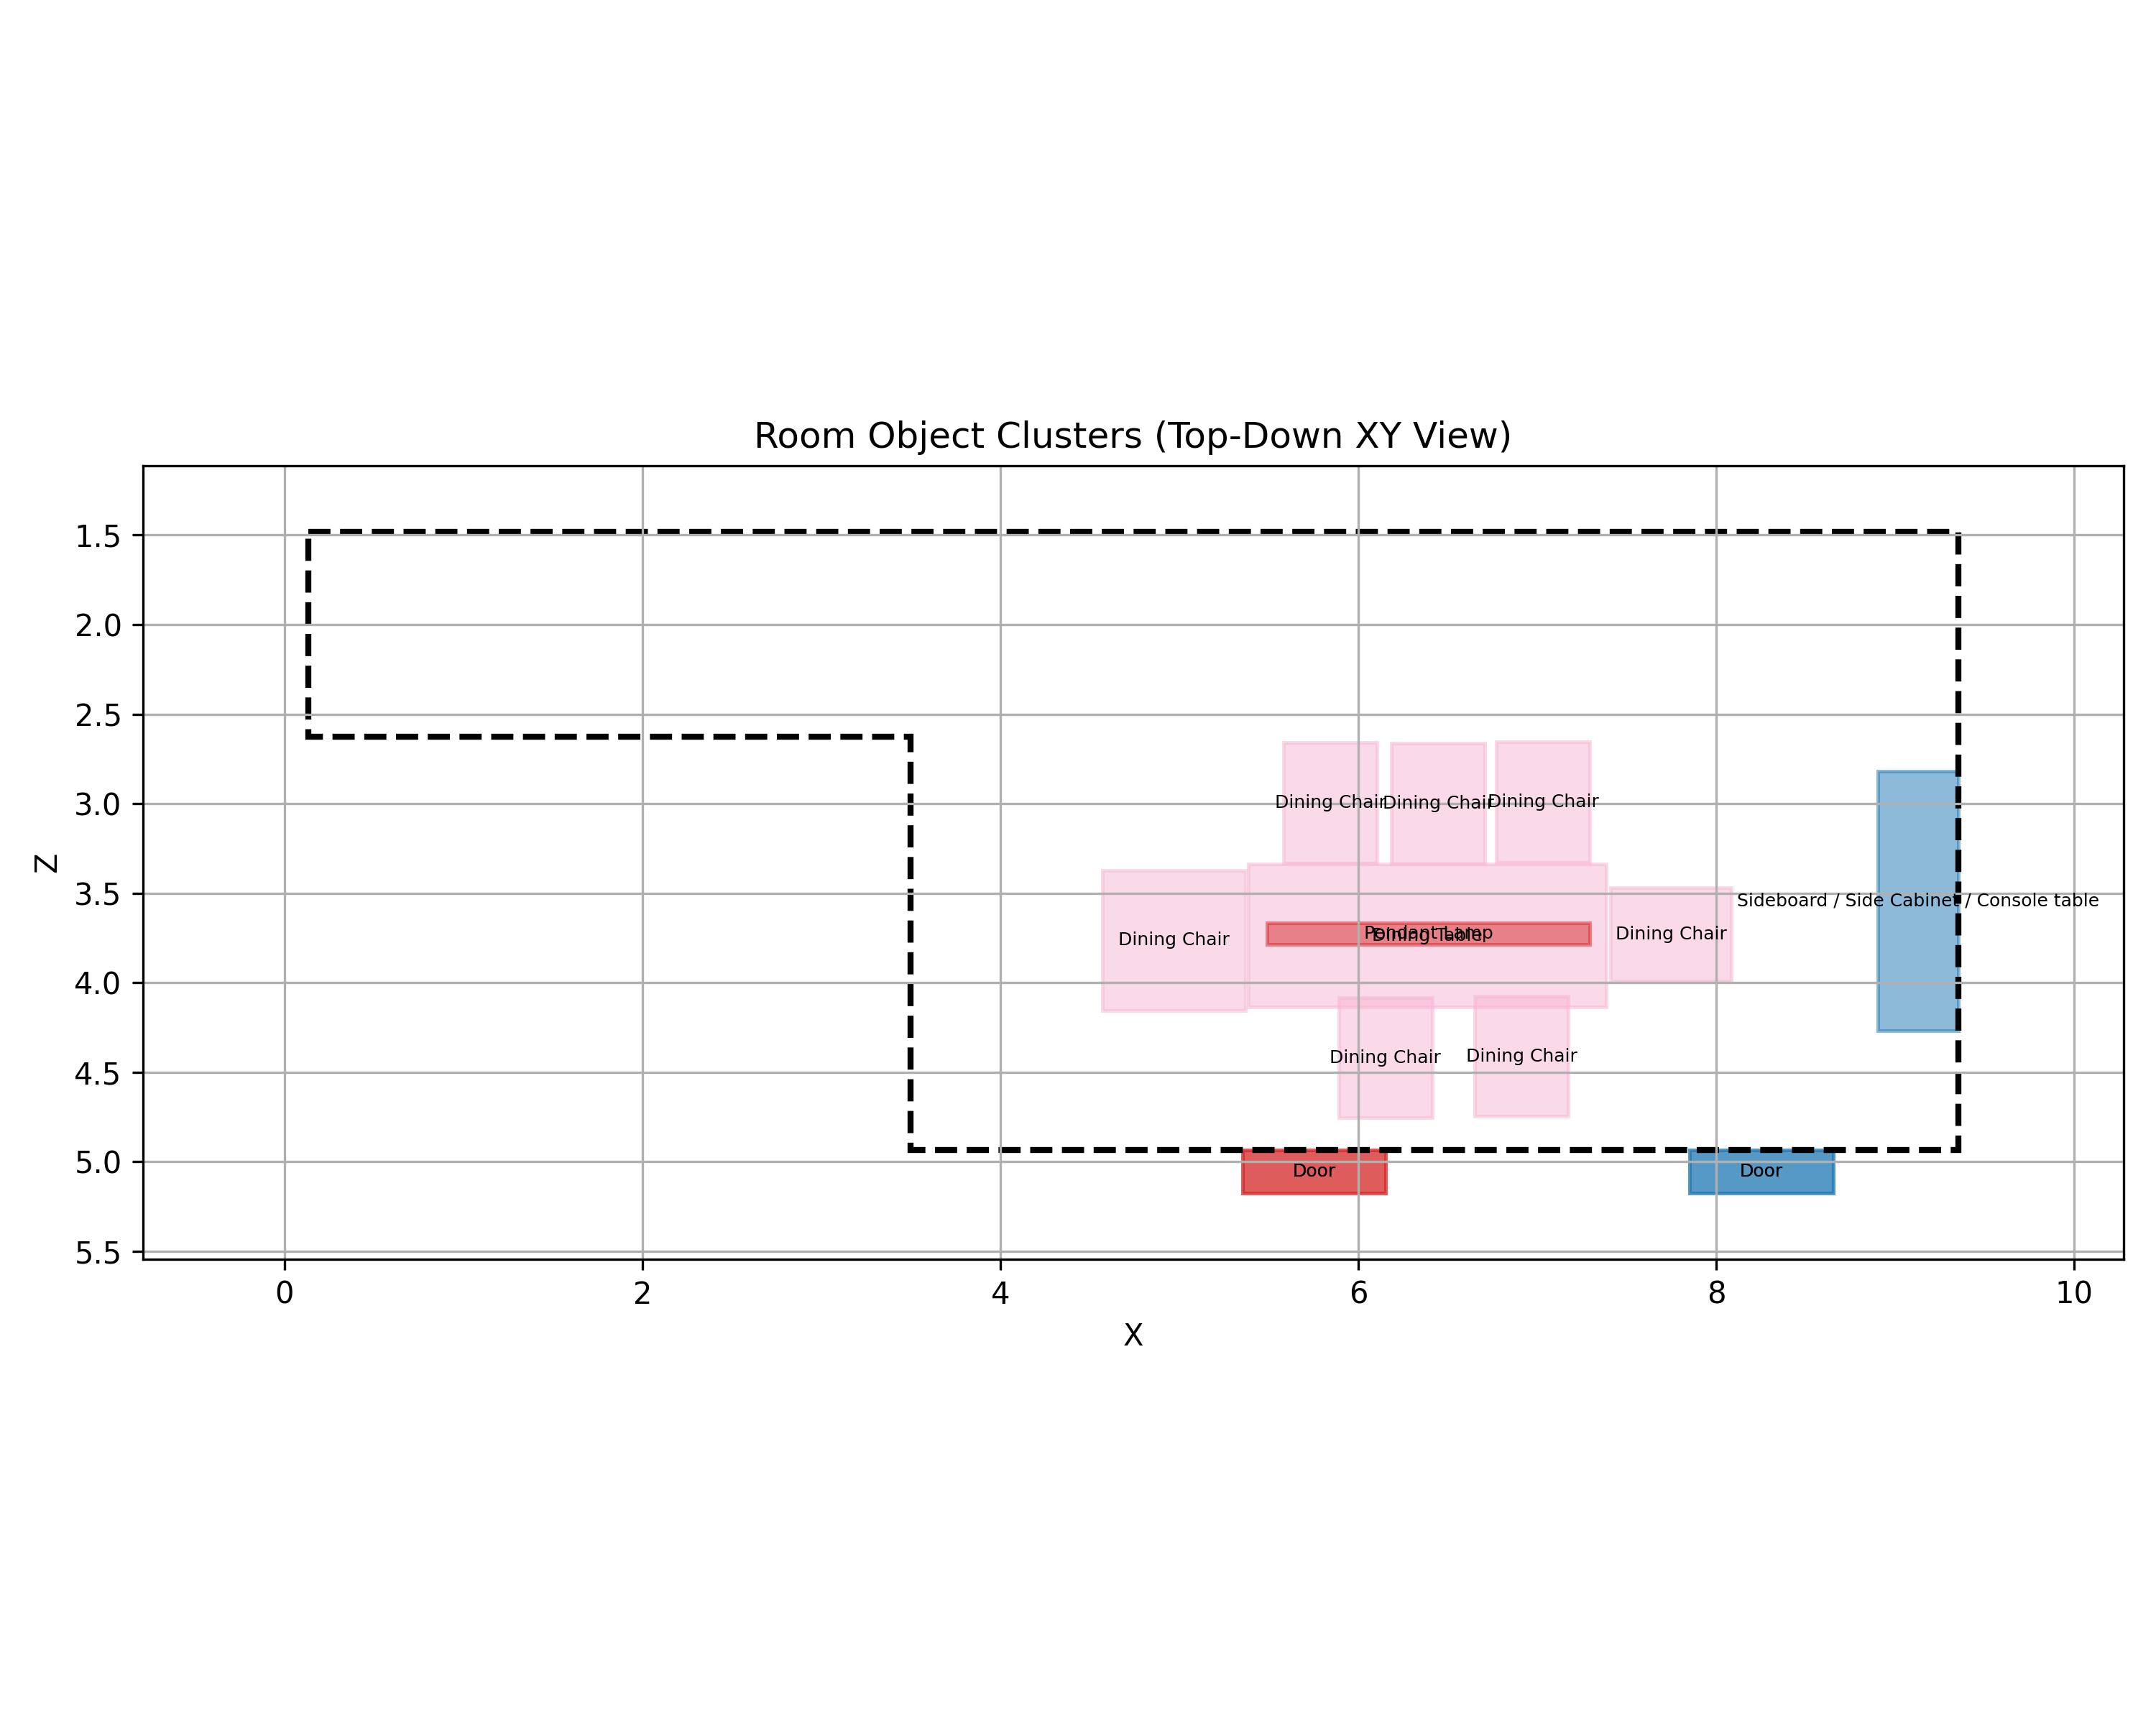 Room Object Clusters (Top-Down XY View)
1.5
2.0
2.5
3.0
3.5
4.0
4.5
5.0
5.5
Z
Dining Chair
Dining Chair
Dining Chair
Sideboard / Side Cabinet / Console table
Dining Chair
Pendant Lamp
Dining Table
Dining Chair
Dining Chair
Dining Chair
Door
Door
0
2
4
6
8
10
X